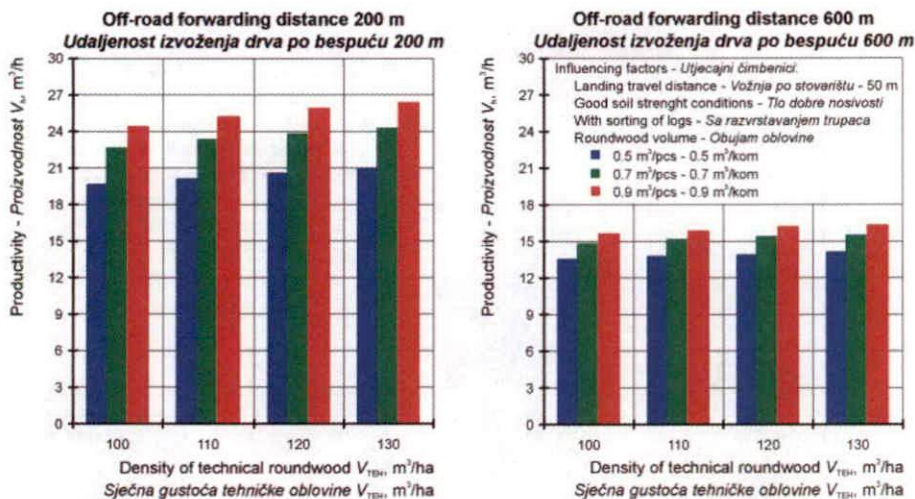 Off-road forwarding distance 200 m
Udaljenost izvoženja drva po bespuću 200 m
Productivity - Proizvodnost Vₕ, m³/h
30
27
24
21
18
15
12
9
6
3
0
100 110 120 130
Density of technical roundwood V_TEH, m³/ha
Sječna gustoća tehničke oblovine V_TEH, m³/ha
Off-road forwarding distance 600 m
Udaljenost izvoženja drva po bespuću 600 m
Productivity - Proizvodnost Vₕ, m³/h
30
27
24
21
18
15
12
9
6
3
0
Influencing factors - Utjecajni čimbenici:
Landing travel distance - Vožnja po stovarištu - 50 m
Good soil strenght conditions - Tlo dobre nosivosti
With sorting of logs - Sa razvrstavanjem trupaca
Roundwood volume - Obujam oblovine
0.5 m³/pcs - 0.5 m³/kom
0.7 m³/pcs - 0.7 m³/kom
0.9 m³/pcs - 0.9 m³/kom
100 110 120 130
Density of technical roundwood V_TEH, m³/ha
Sječna gustoća tehničke oblovine V_TEH, m³/ha